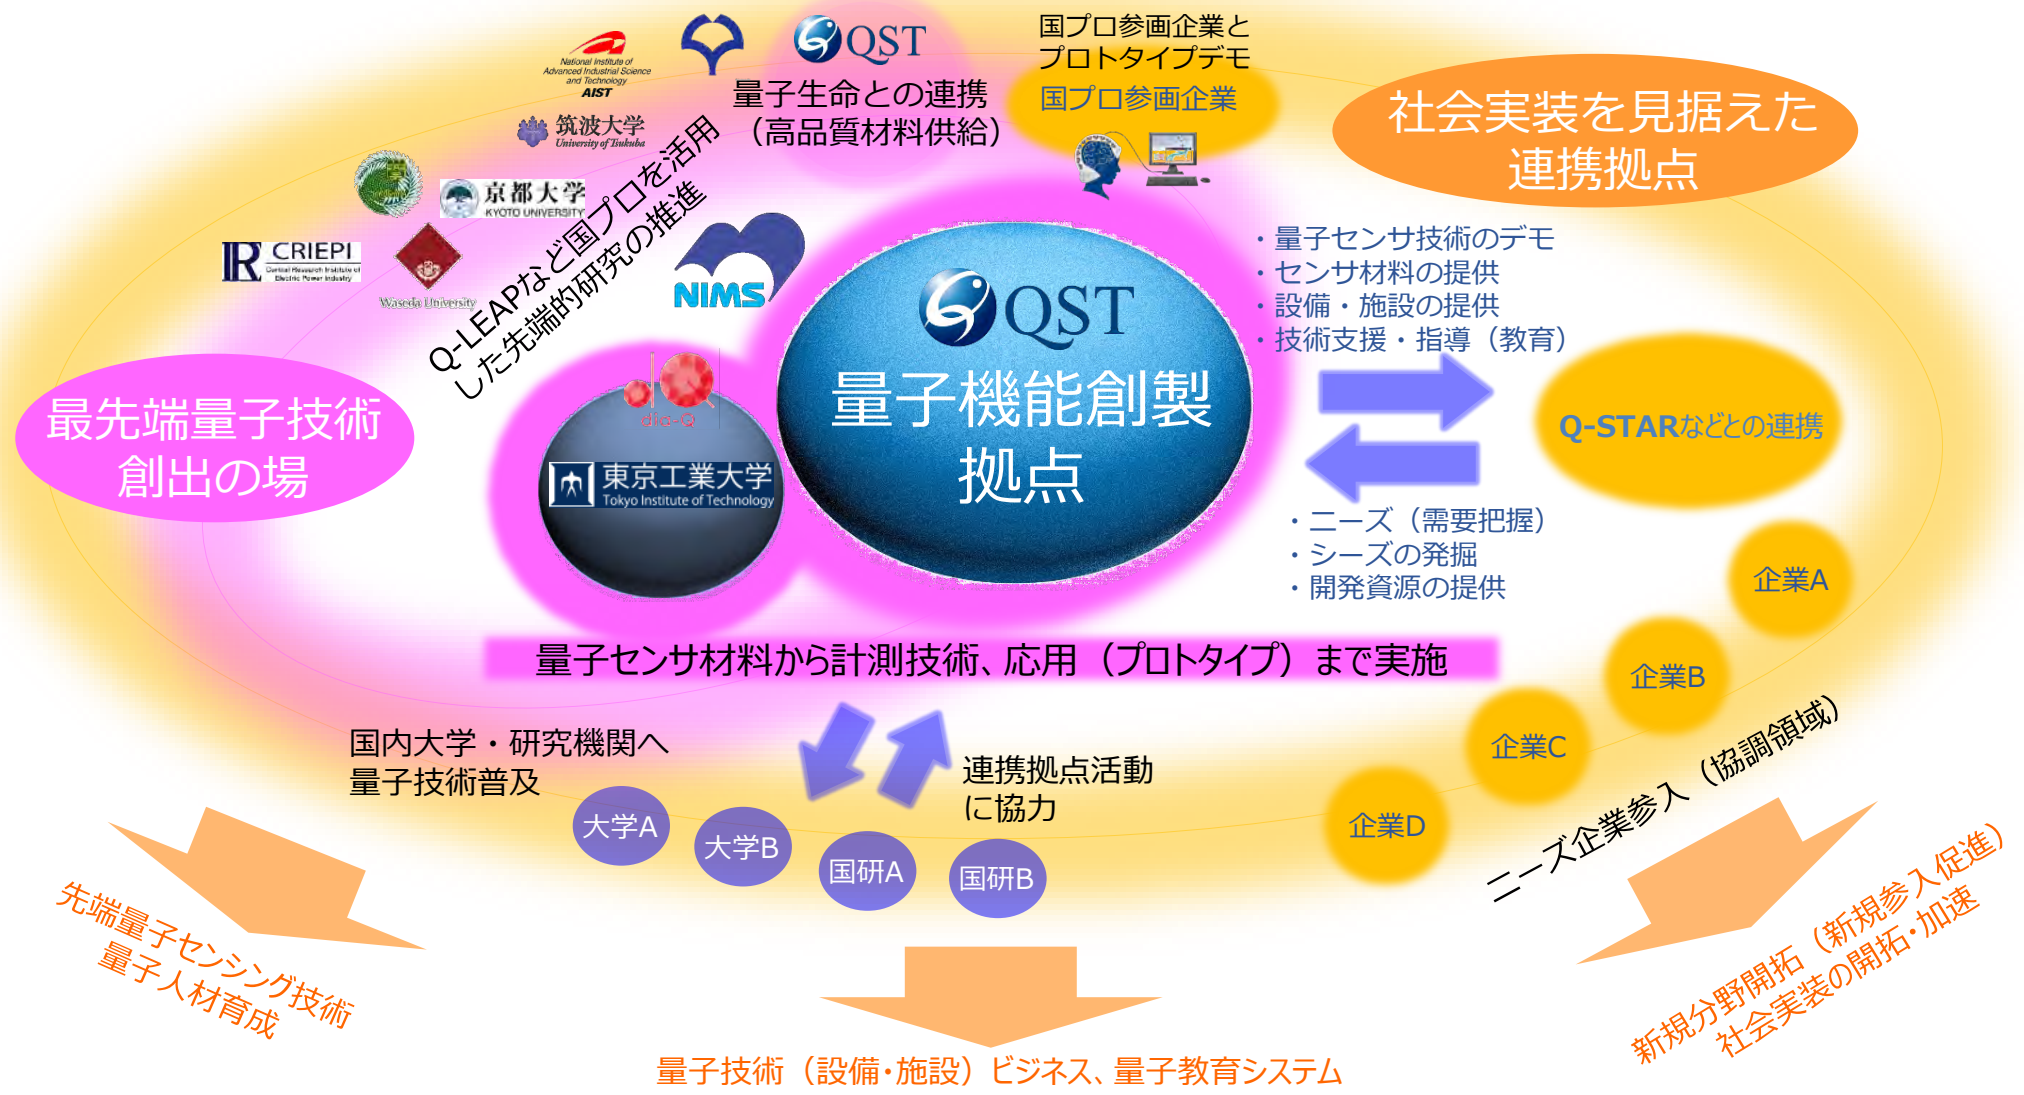 National Institute of
Advanced Industrial Science
and Technology
AIST
QST
量子生命との連携
（高品質材料供給）
国プロ参画企業と
プロトタイプデモ
国プロ参画企業
社会実装を見据えた
連携拠点
筑波大学
University of Tsukuba
京都大学
KYOTO UNIVERSITY
CRIEPI
Central Research Institute of
Electric Power Industry
Waseda University
Q-LEAPなど国プロを活用
した先端的研究の推進
NIMS
QST
量子機能創製
拠点
・量子センサ技術のデモ
・センサ材料の提供
・設備・施設の提供
・技術支援・指導（教育）
最先端量子技術
創出の場
dia-Q
東京工業大学
Tokyo Institute of Technology
Q-STARなどとの連携
・ニーズ（需要把握）
・シーズの発掘
・開発資源の提供
企業A
企業B
企業C
企業D
ニーズ企業参入（協調領域）
量子センサ材料から計測技術、応用（プロトタイプ）まで実施
国内大学・研究機関へ
量子技術普及
連携拠点活動
に協力
大学A
大学B
国研A
国研B
先端量子センシング技術
量子人材育成
量子技術（設備・施設）ビジネス、量子教育システム
新規分野開拓（新規参入促進）
社会実装の開拓・加速